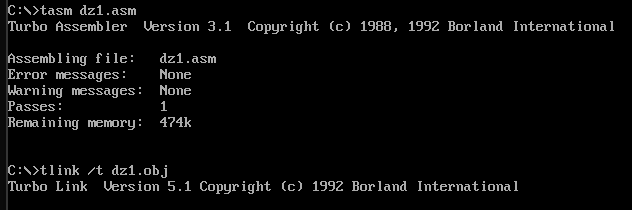 C:\>tasm dz1.asm
Turbo Assembler  Version 3.1  Copyright (c) 1988, 1992 Borland International
Assembling file:   dz1.asm
Error messages:    None
Warning messages:  None
Passes:            1
Remaining memory:  474k
C:\>tlink /t dz1.obj
Turbo Link  Version 5.1 Copyright (c) 1992 Borland International